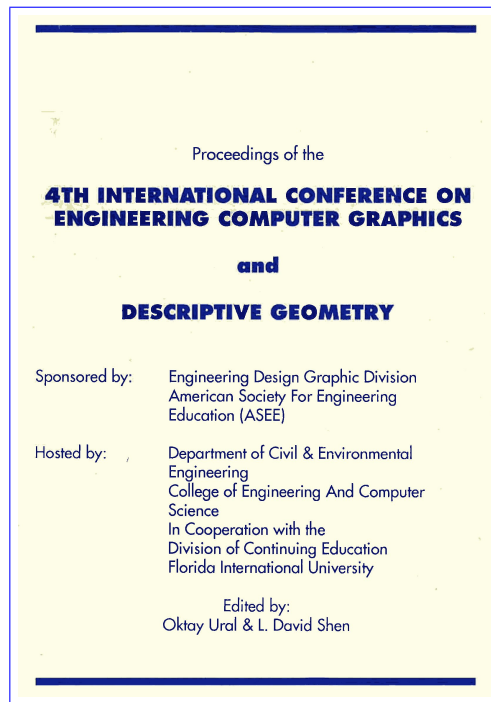 Proceedings of the
4TH INTERNATIONAL CONFERENCE ON
ENGINEERING COMPUTER GRAPHICS
and
DESCRIPTIVE GEOMETRY
Sponsored by: Engineering Design Graphic Division
American Society For Engineering
Education (ASEE)
Hosted by: Department of Civil & Environmental
Engineering
College of Engineering And Computer
Science
In Cooperation with the
Division of Continuing Education
Florida International University
Edited by:
Oktay Ural & L. David Shen